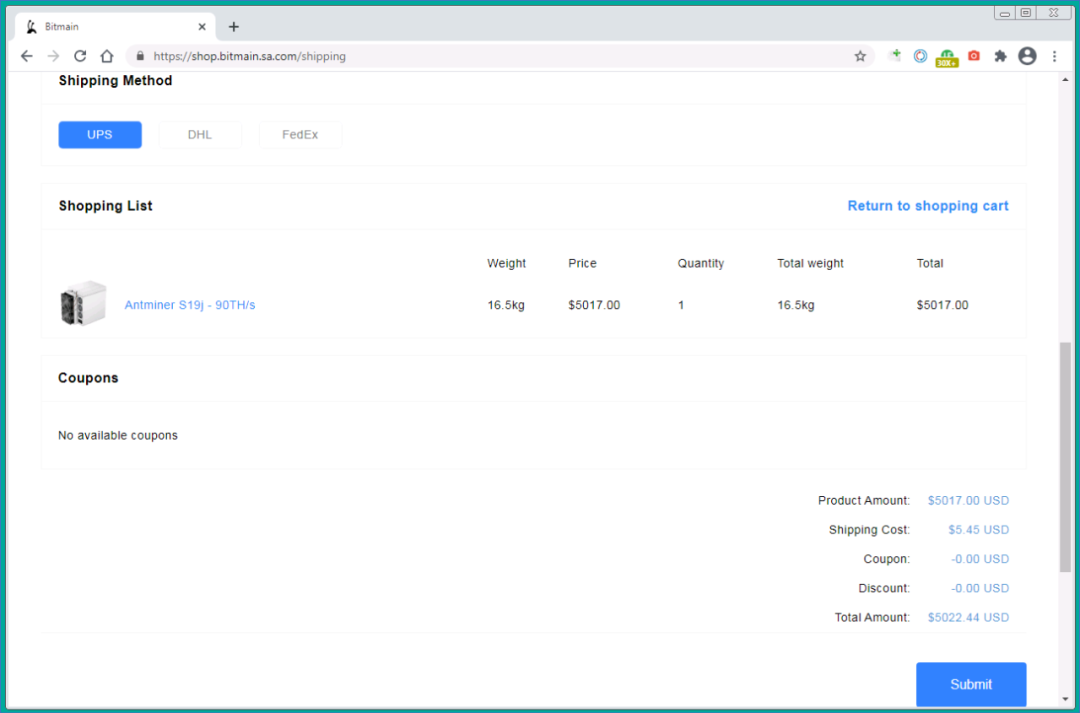 Bitmain
https://shop.bitmain.sa.com/shipping
30X+
Shipping Method
UPS DHL FedEx
Shopping List Return to shopping cart
Weight Price Quantity Total weight Total
Antminer S19j - 90TH/s 16.5kg $5017.00 1 16.5kg $5017.00
Coupons
No available coupons
Product Amount: $5017.00 USD
Shipping Cost: $5.45 USD
Coupon: -0.00 USD
Discount: -0.00 USD
Total Amount: $5022.44 USD
Submit